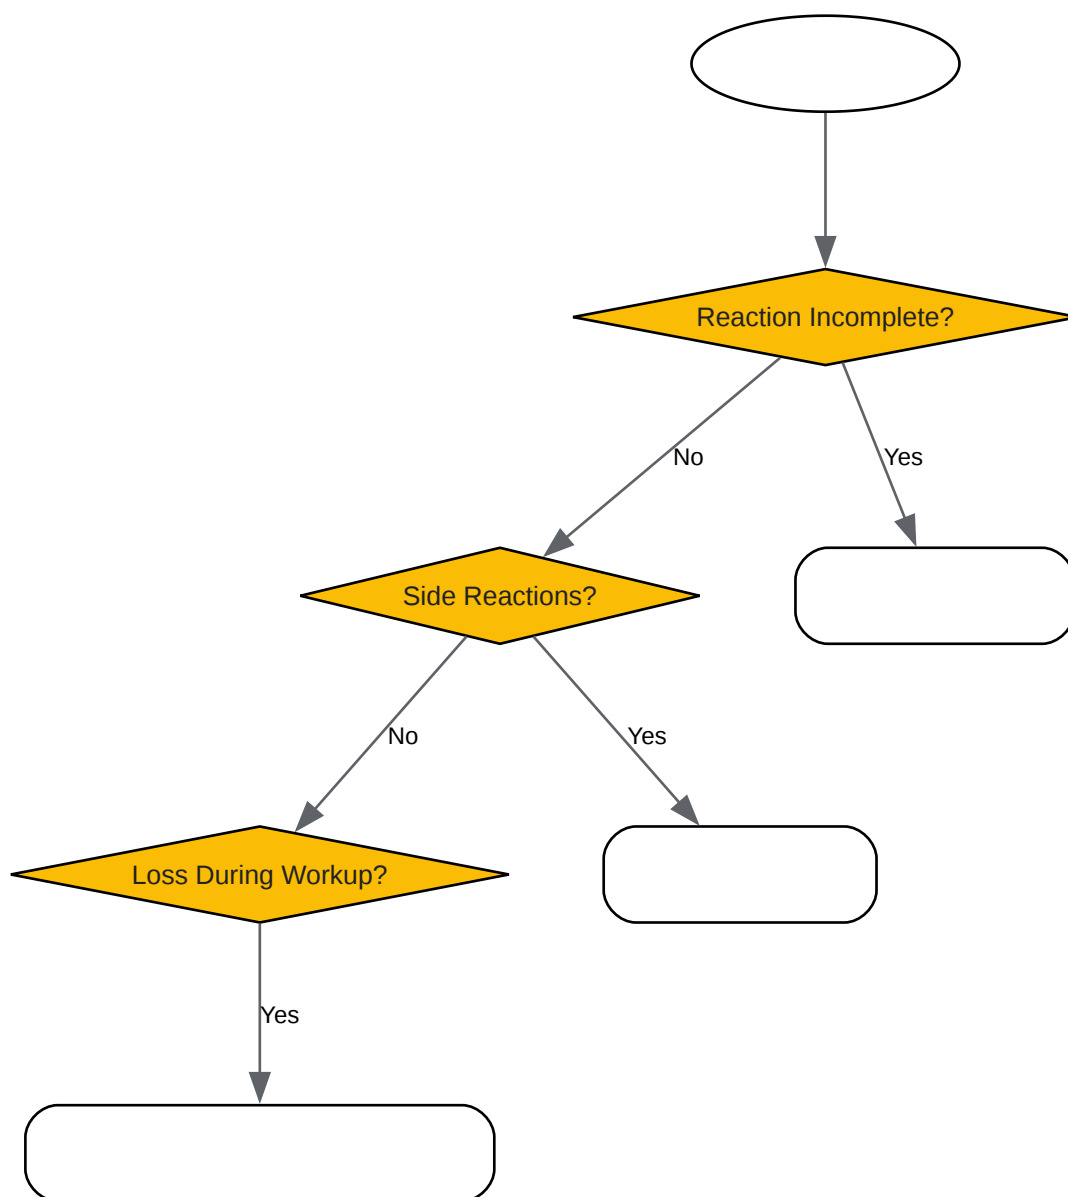 Reaction Incomplete?
No
Yes
Side Reactions?
No
Yes
Loss During Workup?
Yes